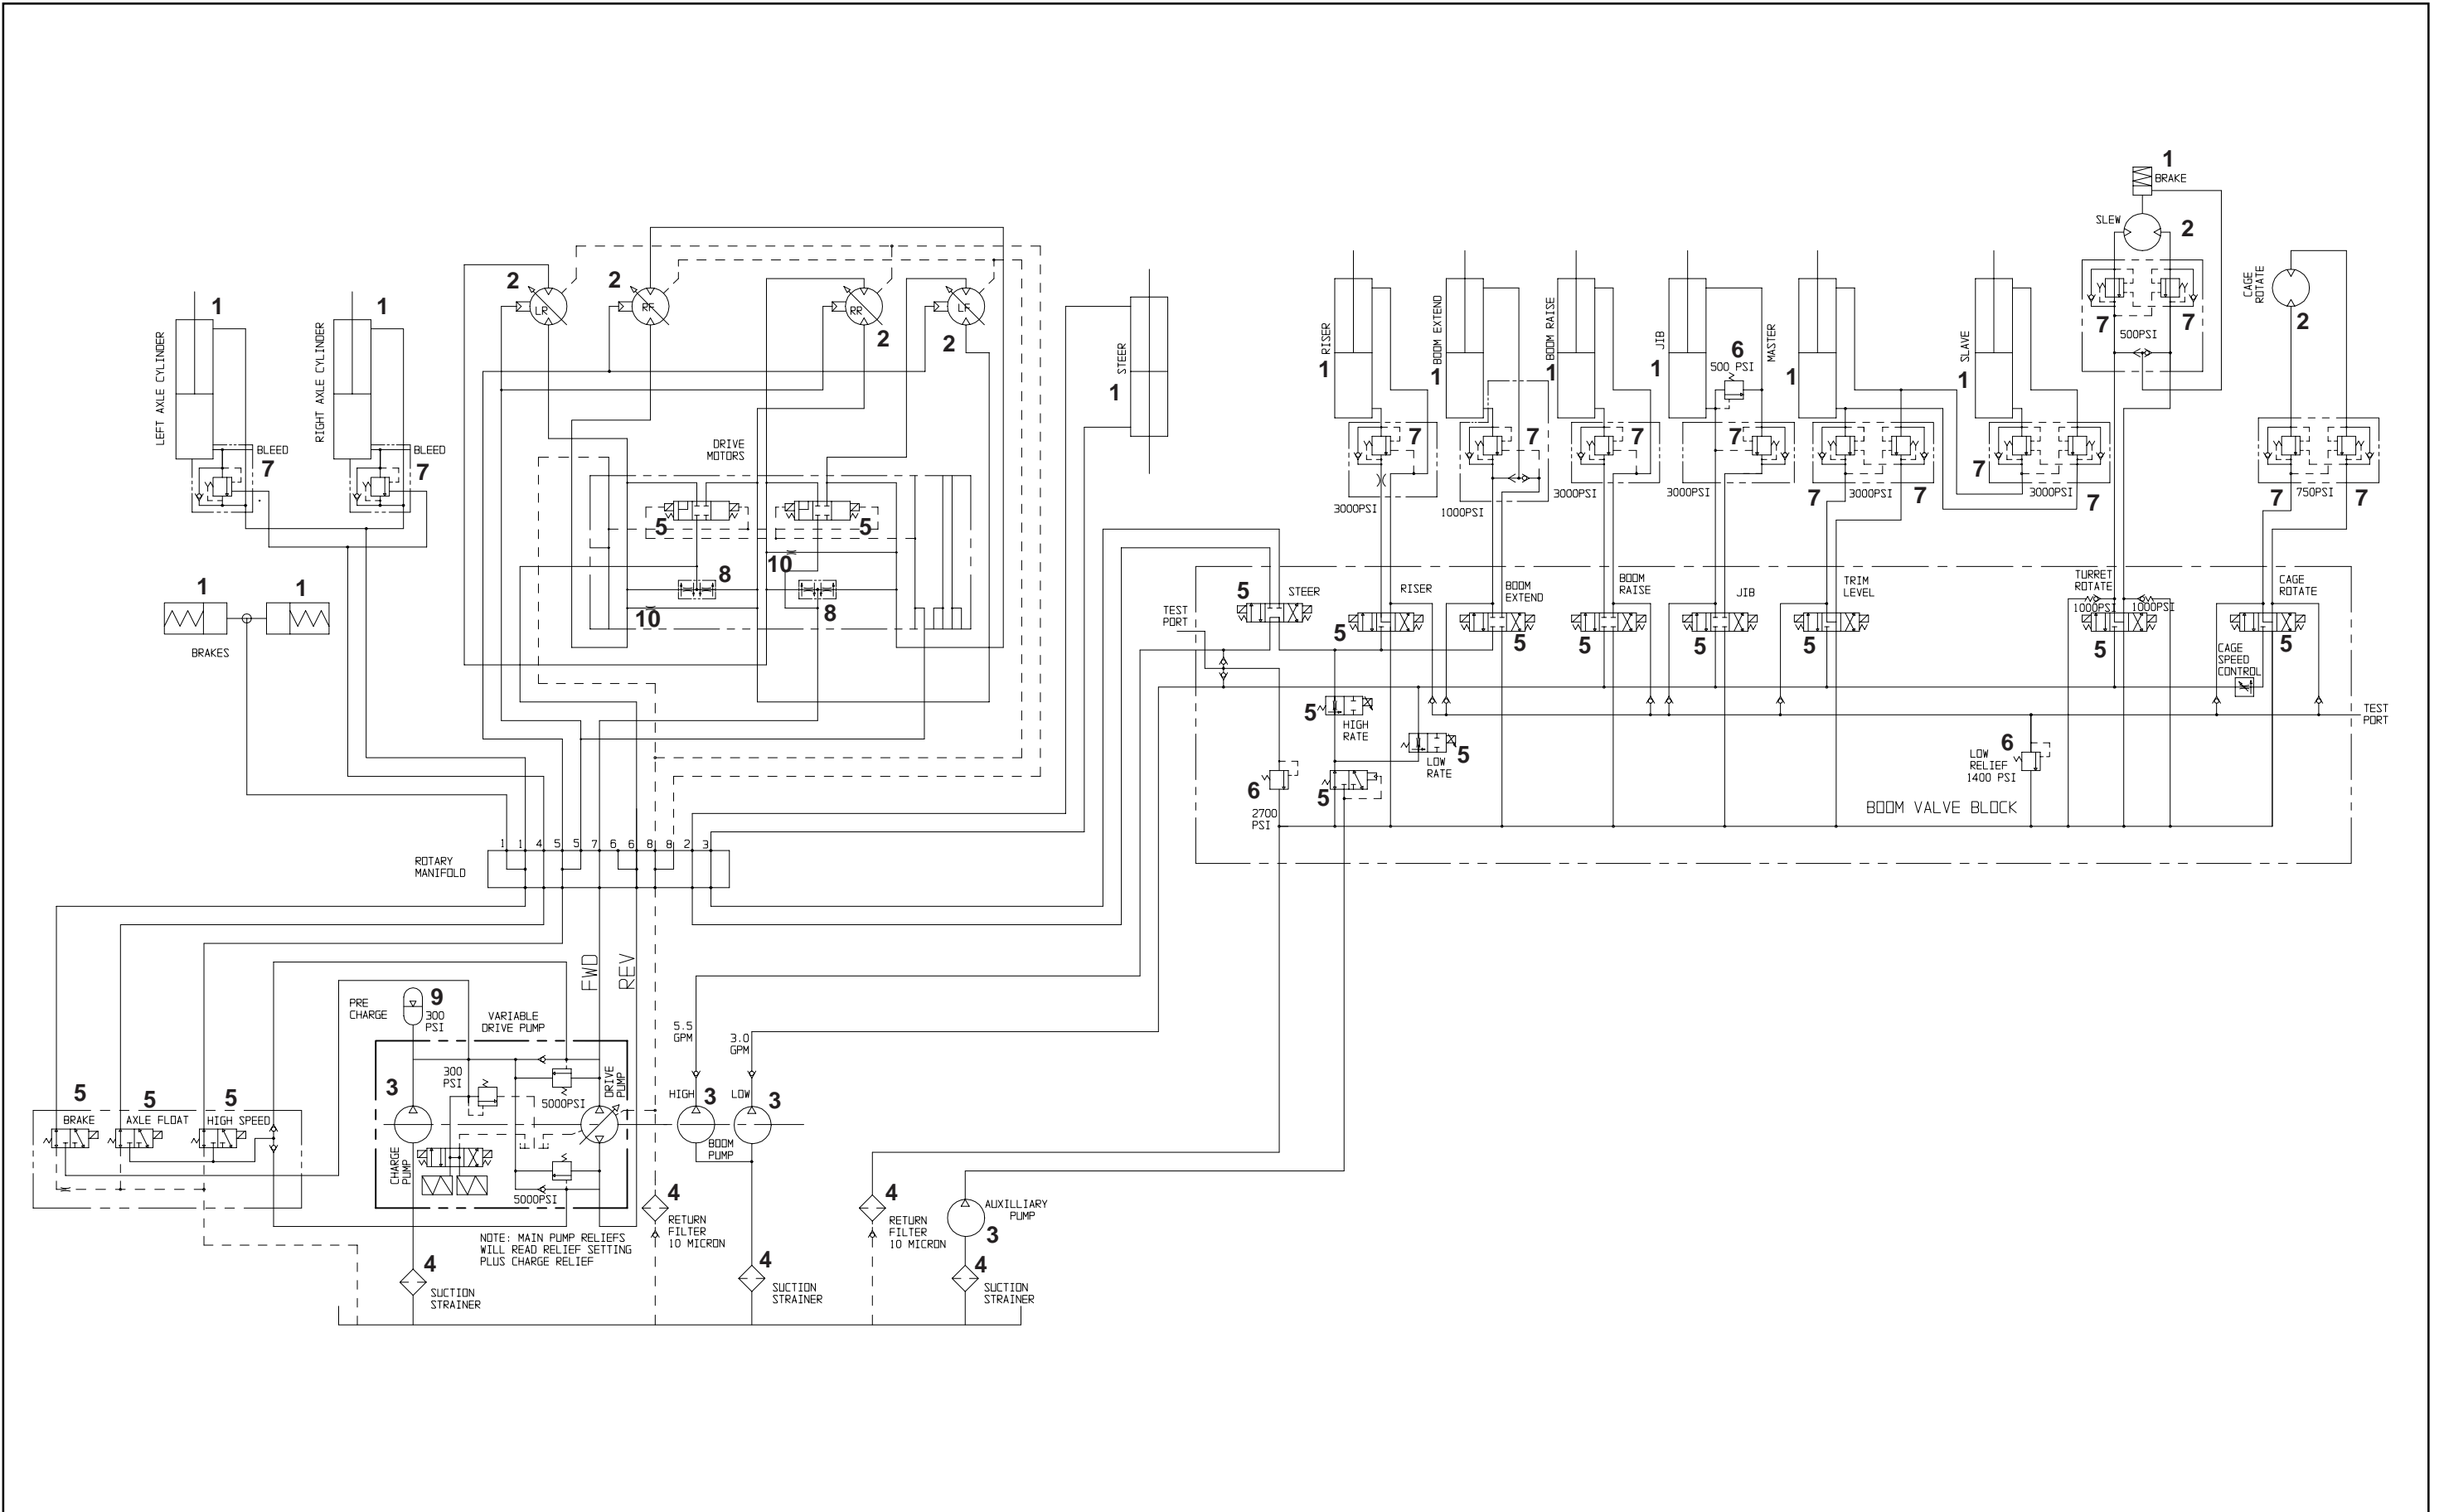 1
BRAKE
SLEW
2
7
7
500PSI
CAGE
ROTATE
2
LEFT AXLE CYLINDER
1
RIGHT AXLE CYLINDER
1
BLEED
7
BLEED
7
2
LR
2
RF
RR
2
LF
2
DRIVE
MOTORS
5
5
10
8
10
8
STEER
1
RISER
1
BOOM EXTEND
1
BOOM RAISE
1
JIB
1
6
500 PSI
MASTER
1
SLAVE
1
7
3000PSI
7
1000PSI
7
3000PSI
7
3000PSI
7
3000PSI
7
7
3000PSI
7
7
750PSI
7
1
1
BRAKES
TEST
PORT
5
STEER
RISER
5
BOOM
EXTEND
5
BOOM
RAISE
5
JIB
5
TRIM
LEVEL
5
TURRET
ROTATE
1000PSI
1000PSI
5
CAGE
ROTATE
5
CAGE
SPEED
CONTROL
TEST
PORT
5
HIGH
RATE
5
LOW
RATE
5
6
2700
PSI
6
LOW
RELIEF
1400 PSI
BOOM VALVE BLOCK
ROTARY
MANIFOLD
1
1
4
5
5
7
6
6
8
8
2
3
FWD
REV
PRE
CHARGE
9
300
PSI
VARIABLE
DRIVE PUMP
5.5
GPM
3.0
GPM
3
300
PSI
5000PSI
DRIVE
PUMP
HIGH
3
LOW
3
BOOM
PUMP
5
BRAKE
5
AXLE FLOAT
5
HIGH SPEED
CHARGE
PUMP
5000PSI
NOTE: MAIN PUMP RELIEFS
WILL READ RELIEF SETTING
PLUS CHARGE RELIEF
4
RETURN
FILTER
10 MICRON
4
RETURN
FILTER
10 MICRON
AUXILLIARY
PUMP
3
4
SUCTION
STRAINER
4
SUCTION
STRAINER
4
SUCTION
STRAINER